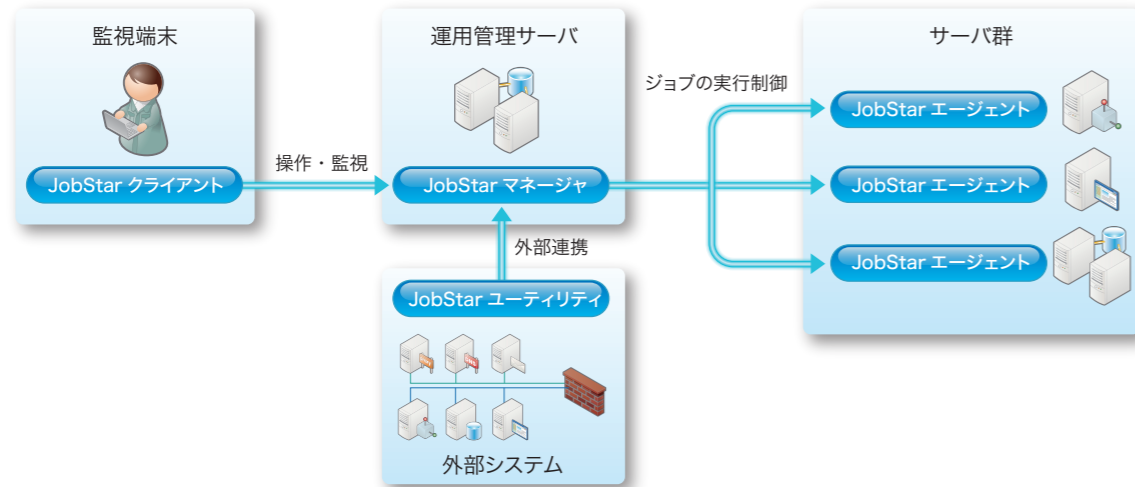 監視端末
JobStar クライアント
操作・監視
運用管理サーバ
JobStar マネージャ
外部連携
JobStar ユーティリティ
外部システム
ジョブの実行制御
サーバ群
JobStar エージェント
JobStar エージェント
JobStar エージェント